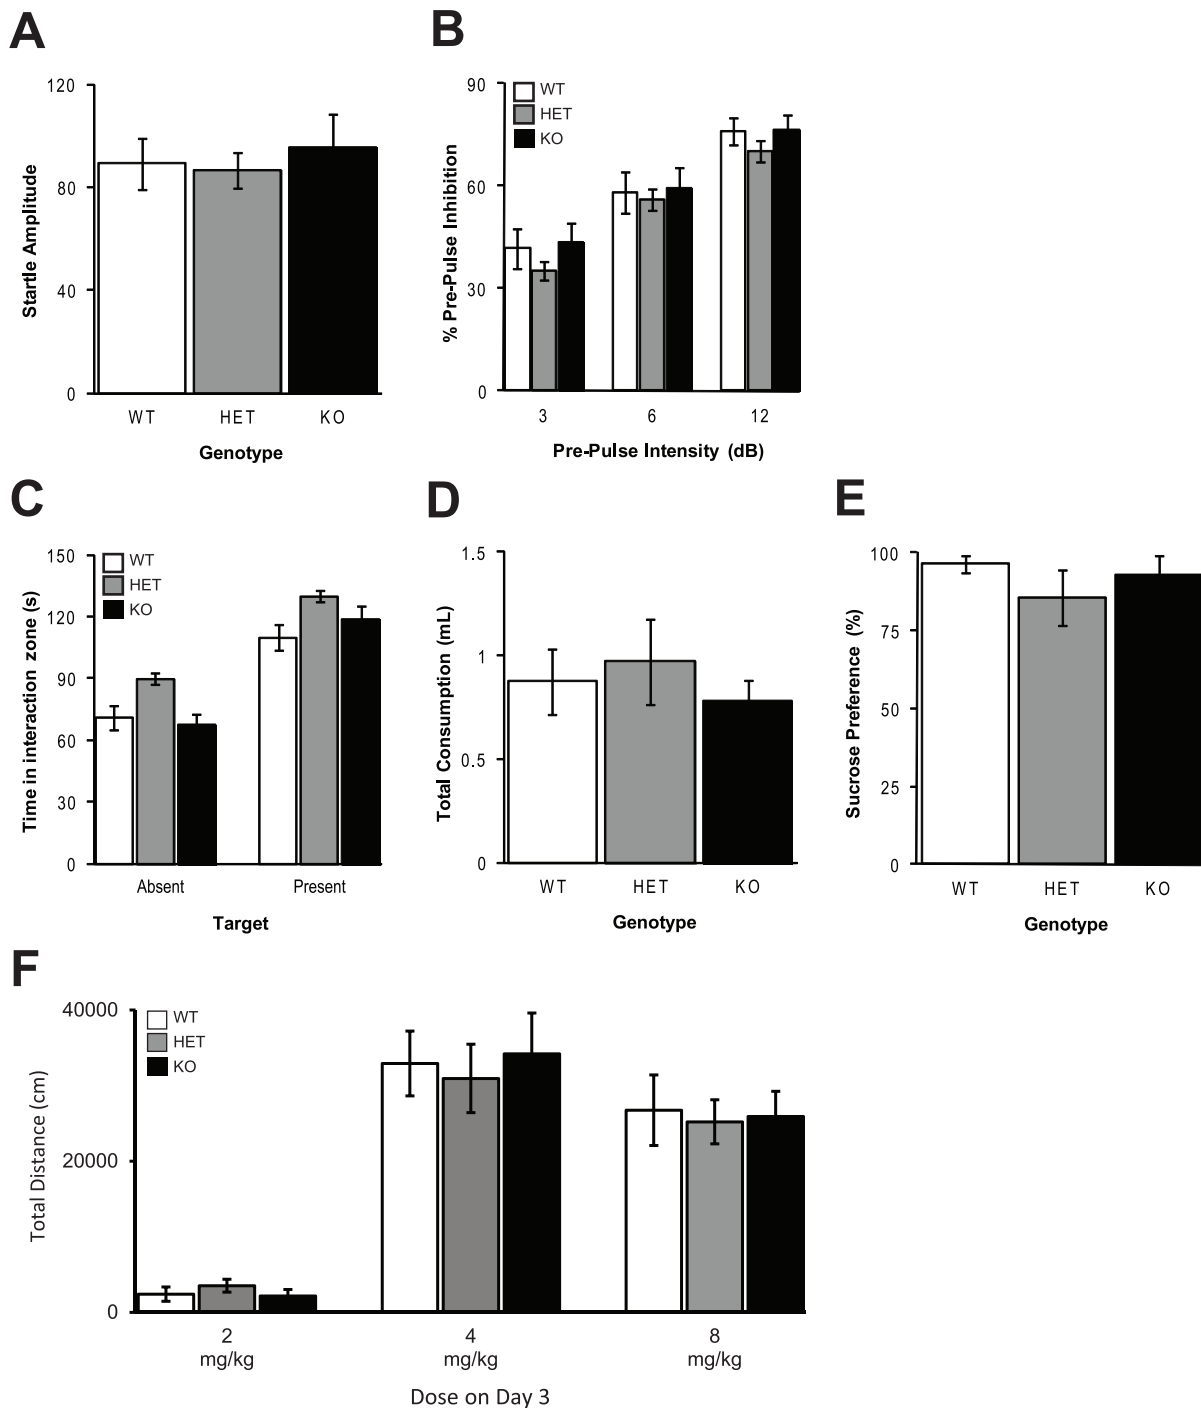 A
120
80
40
0
Startle Amplitude
WT HET KO
Genotype
B
90
60
30
0
% Pre-Pulse Inhibition
WT
HET
KO
3 6 12
Pre-Pulse Intensity (dB)
C
150
120
90
60
30
0
Time in interaction zone (s)
WT
HET
KO
Absent Present
Target
D
1.5
1
0.5
0
Total Consumption (mL)
WT HET KO
Genotype
E
100
75
50
25
0
Sucrose Preference (%)
WT HET KO
Genotype
F
40000
20000
0
Total Distance (cm)
WT
HET
KO
2 4 8
mg/kg mg/kg mg/kg
Dose on Day 3